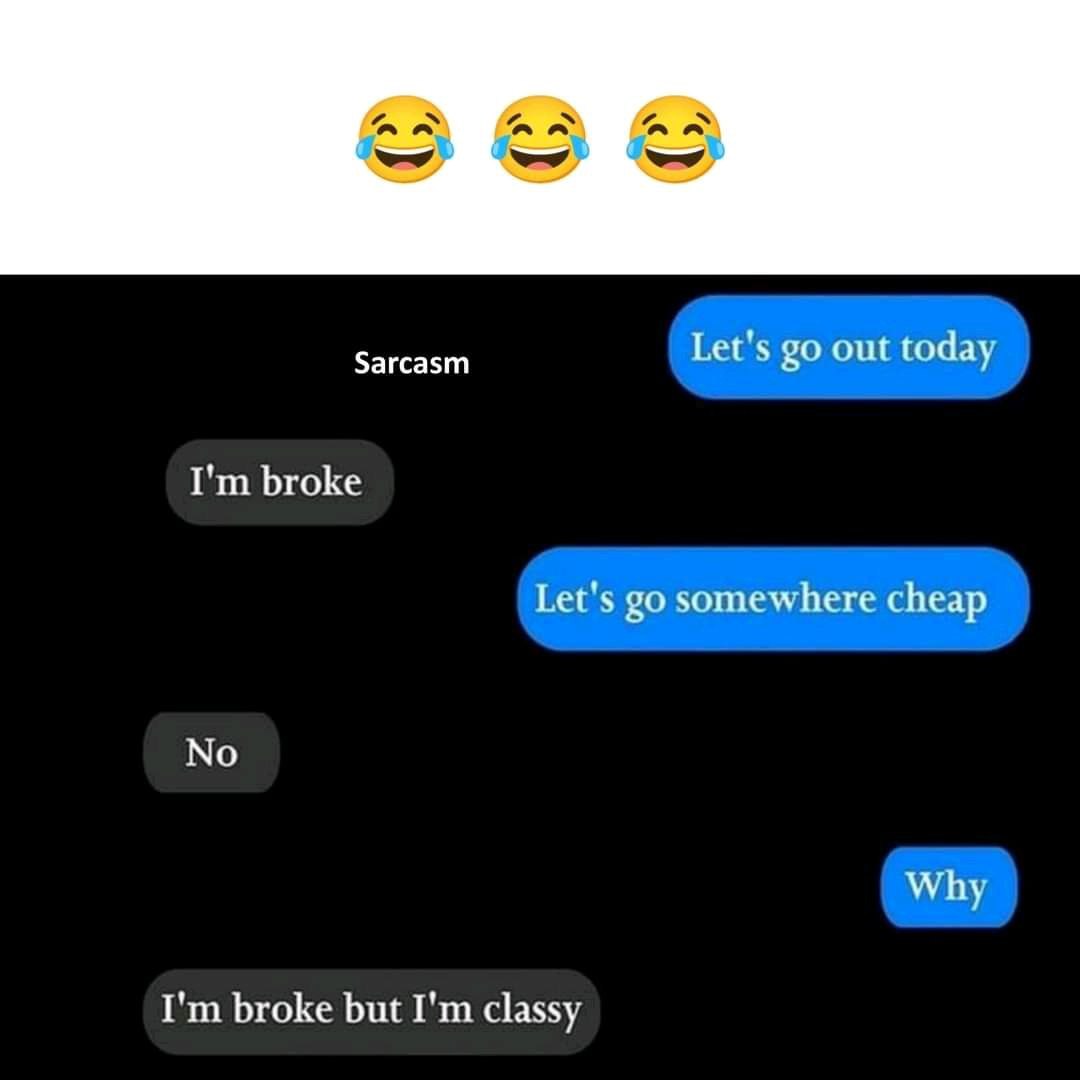 😂 😂 😂
Let's go out today
Sarcasm
I'm broke
Let's go somewhere cheap
No
Why
I'm broke but I'm classy